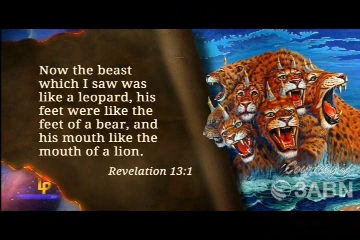 Now the beast
which I saw was
like a leopard, his
feet were like the
feet of a bear, and
his mouth like the
mouth of a lion.
Revelation 13:1
LP
3ABN